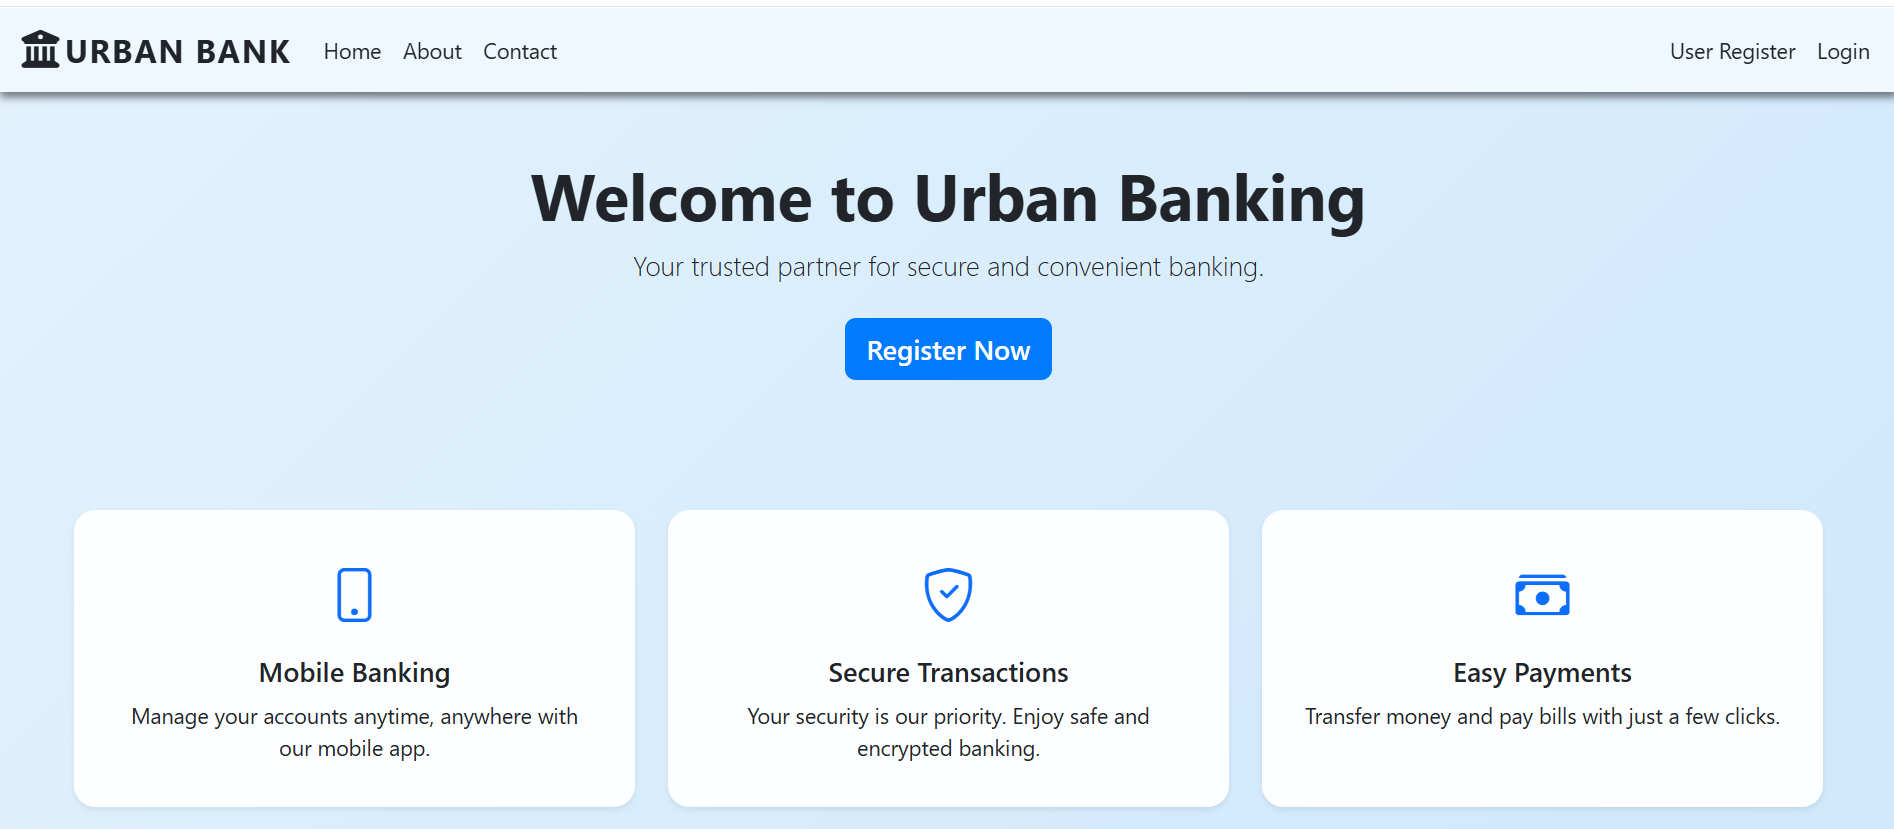 URBAN BANK Home About Contact User Register Login
Welcome to Urban Banking
Your trusted partner for secure and convenient banking.
Register Now
Mobile Banking
Manage your accounts anytime, anywhere with
our mobile app.
Secure Transactions
Your security is our priority. Enjoy safe and
encrypted banking.
Easy Payments
Transfer money and pay bills with just a few clicks.